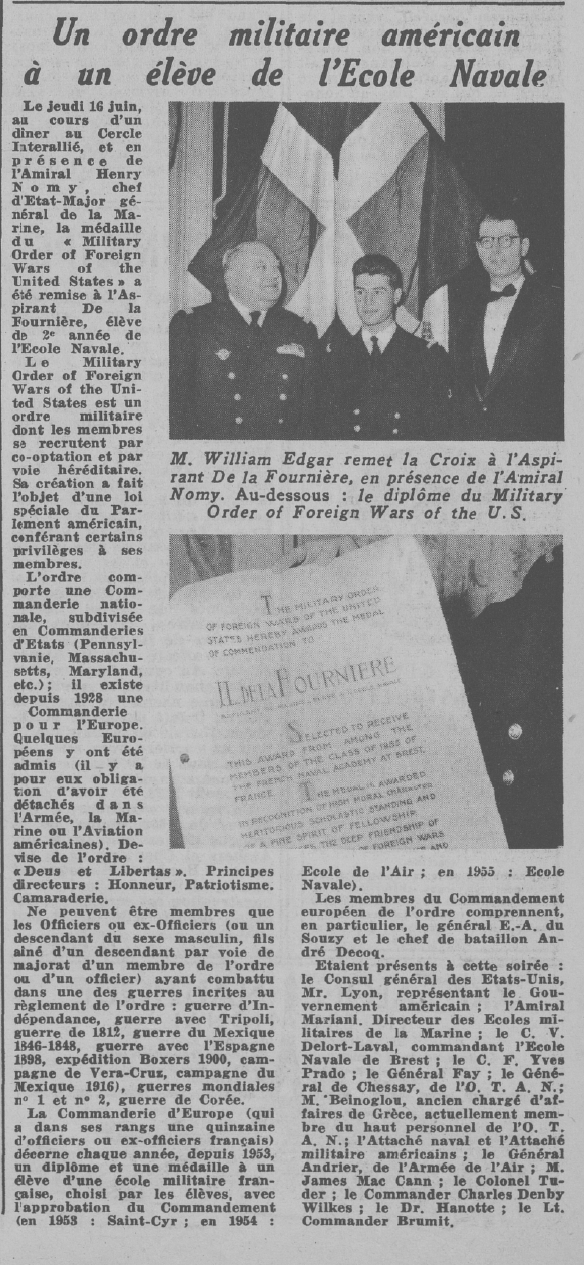 Un ordre militaire américain
à un élève de l'Ecole Navale
Le jeudi 16 juin,
au cours d'un
dîner au Cercle
Interallié, et en
présence de
l'Amiral Henry
Nomy, chef
d'Etat-Major gé-
néral de la Ma-
rine, la médaille
du « Military
Order of Foreign
Wars of the
United States » a
été remise à l'As-
pirant De la
Fournière, élève
de 2e année de
l'Ecole Navale.
Le Military
Order of Foreign
Wars of the Uni-
ted States est un
ordre militaire
dont les membres
se recrutent par
co-optation et par
voie héréditaire.
Sa création a fait
l'objet d'une loi
spéciale du Par-
lement américain,
conférant certains
privilèges à ses
membres.
L'ordre com-
porte une Com-
manderie natio-
nale, subdivisée
en Commanderies
d'Etats (Pennsyl-
vanie, Massachu-
setts, Maryland,
etc.) ; il existe
depuis 1928 une
Commanderie
pour l'Europe.
Quelques Euro-
péens y ont été
admis (il y a
pour eux obliga-
tion d'avoir été
détachés dans
l'Armée, la Ma-
rine ou l'Aviation
américaines). De-
vise de l'ordre :
« Deus et Libertas ». Principes
directeurs : Honneur, Patriotisme.
Camaraderie.
Ne peuvent être membres que
les Officiers ou ex-Officiers (ou un
descendant du sexe masculin, fils
aîné d'un descendant par voie de
majorat d'un membre de l'ordre
ou d'un officier) ayant combattu
dans une des guerres incrites au
règlement de l'ordre : guerre d'In-
dépendance, guerre avec Tripoli,
guerre de 1812, guerre du Mexique
1846-1848, guerre avec l'Espagne
1898, expédition Boxers 1900, cam-
pagne de Vera-Cruz, campagne du
Mexique 1916), guerres mondiales
n° 1 et n° 2, guerre de Corée.
La Commanderie d'Europe (qui
a dans ses rangs une quinzaine
d'officiers ou ex-officiers français)
décerne chaque année, depuis 1953,
un diplôme et une médaille à un
élève d'une école militaire fran-
çaise, choisi par les élèves, avec
l'approbation du Commandement
(en 1953 : Saint-Cyr ; en 1954 :
M. William Edgar remet la Croix à l'Aspi-
rant De la Fournière, en présence de l'Amiral
Nomy. Au-dessous : le diplôme du Military
Order of Foreign Wars of the U.S.
THE MILITARY ORDER
OF FOREIGN WARS OF THE UNITED
STATES HEREBY AWARDS THE MEDAL
OF COMMENDATION TO
DE LA FOURNIERE
SELECTED TO RECEIVE
THIS AWARD FROM AMONG THE
MEMBERS OF THE CLASS OF 1955 OF
THE FRENCH NAVAL ACADEMY AT BREST,
FRANCE. THE MEDAL IS AWARDED
IN RECOGNITION OF HIGH MORAL CHARACTER
MERITORIOUS SCHOLASTIC STANDING AND
A FINE SPIRIT OF FELLOWSHIP.
THE DEEP FRIENDSHIP OF
OF FOREIGN WARS
AND
Ecole de l'Air ; en 1955 : Ecole
Navale).
Les membres du Commandement
européen de l'ordre comprennent,
en particulier, le général E.-A. du
Souzy et le chef de bataillon An-
dré Decoq.
Etaient présents à cette soirée :
le Consul général des Etats-Unis,
Mr. Lyon, représentant le Gou-
vernement américain ; l'Amiral
Mariani. Directeur des Ecoles mi-
litaires de la Marine ; le C. V.
Delort-Laval, commandant l'Ecole
Navale de Brest ; le C. F. Yves
Prado ; le Général Fay ; le Géné-
ral de Chessay, de l'O. T. A. N.;
M. Beinoglou, ancien chargé d'af-
faires de Grèce, actuellement mem-
bre du haut personnel de l'O. T.
A. N.; l'Attaché naval et l'Attaché
militaire américains ; le Général
Andrier, de l'Armée de l'Air ; M.
James Mac Cann ; le Colonel Tu-
der ; le Commander Charles Denby
Wilkes ; le Dr. Hanotte ; le Lt.
Commander Brumit.